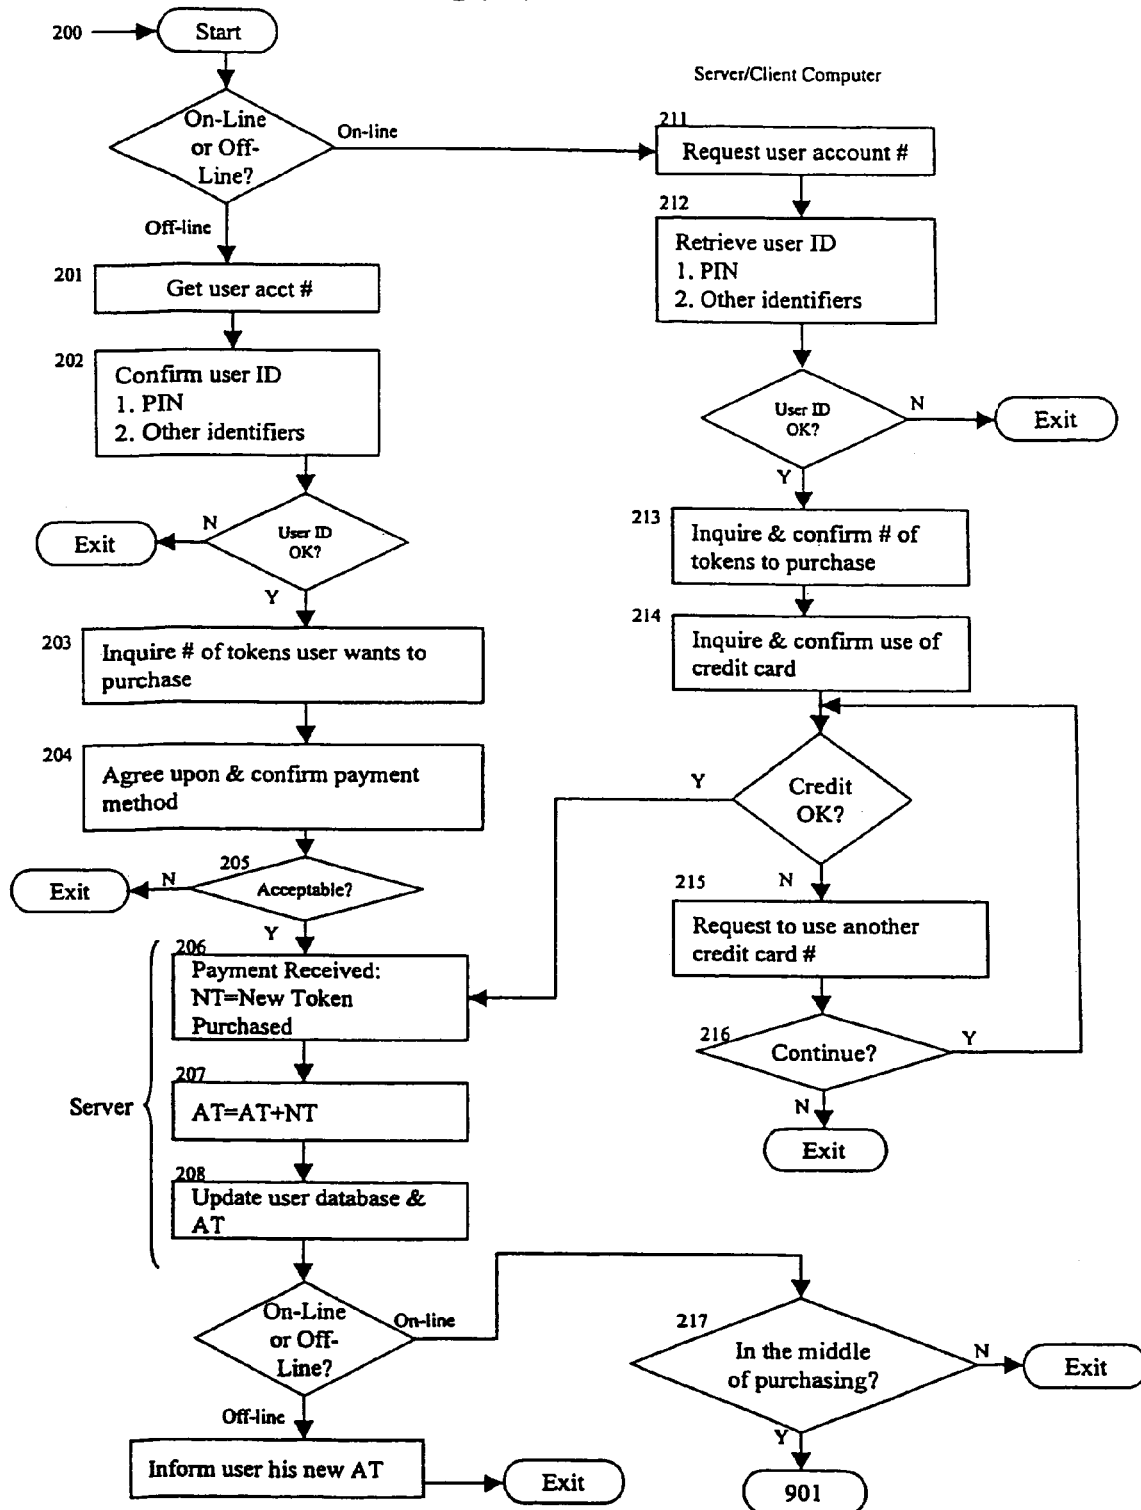 200
Start
Server/Client Computer
On-Line
or Off-
Line?
On-line
211
Request user account #
Off-line
212
Retrieve user ID
1. PIN
2. Other identifiers
201
Get user acct #
202
Confirm user ID
1. PIN
2. Other identifiers
User ID
OK?
N
Exit
Y
N
Exit
User ID
OK?
Y
213
Inquire & confirm # of
tokens to purchase
214
Inquire & confirm use of
credit card
203
Inquire # of tokens user wants to
purchase
204
Agree upon & confirm payment
method
Y
Credit
OK?
N
205
Acceptable?
N
Exit
Y
215
Request to use another
credit card #
206
Payment Received:
NT=New Token
Purchased
216
Continue?
Y
N
Exit
Server
207
AT=AT+NT
208
Update user database &
AT
On-Line
or Off-
Line?
On-line
217
In the middle
of purchasing?
N
Exit
Off-line
Y
Inform user his new AT
Exit
901